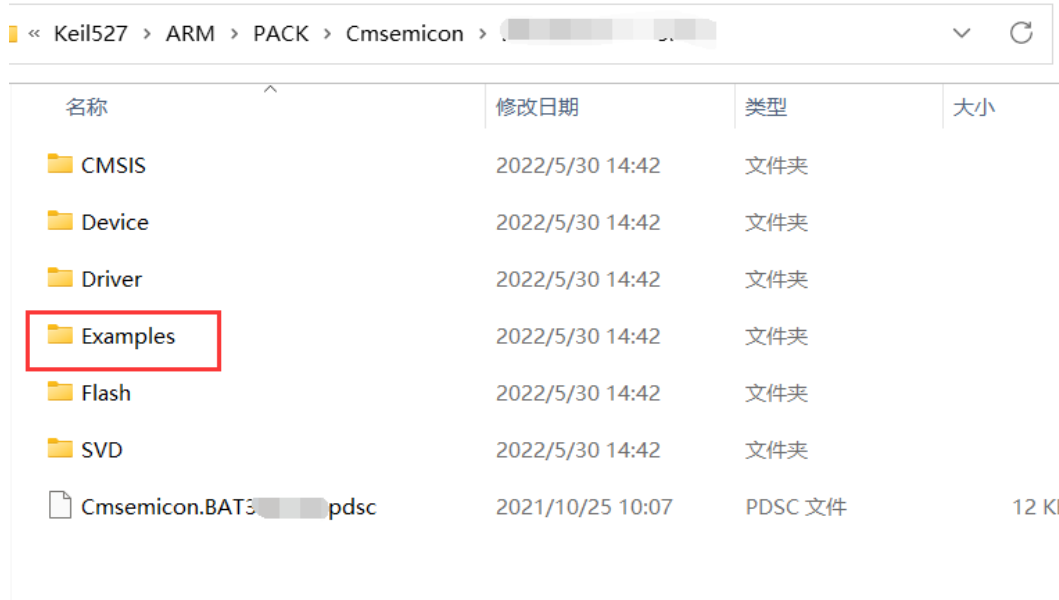 « Keil527 > ARM > PACK > Cmsemicon >
名称 修改日期 类型 大小
CMSIS 2022/5/30 14:42 文件夹
Device 2022/5/30 14:42 文件夹
Driver 2022/5/30 14:42 文件夹
Examples 2022/5/30 14:42 文件夹
Flash 2022/5/30 14:42 文件夹
SVD 2022/5/30 14:42 文件夹
Cmsemicon.BAT3 pdsc 2021/10/25 10:07 PDSC 文件 12 K